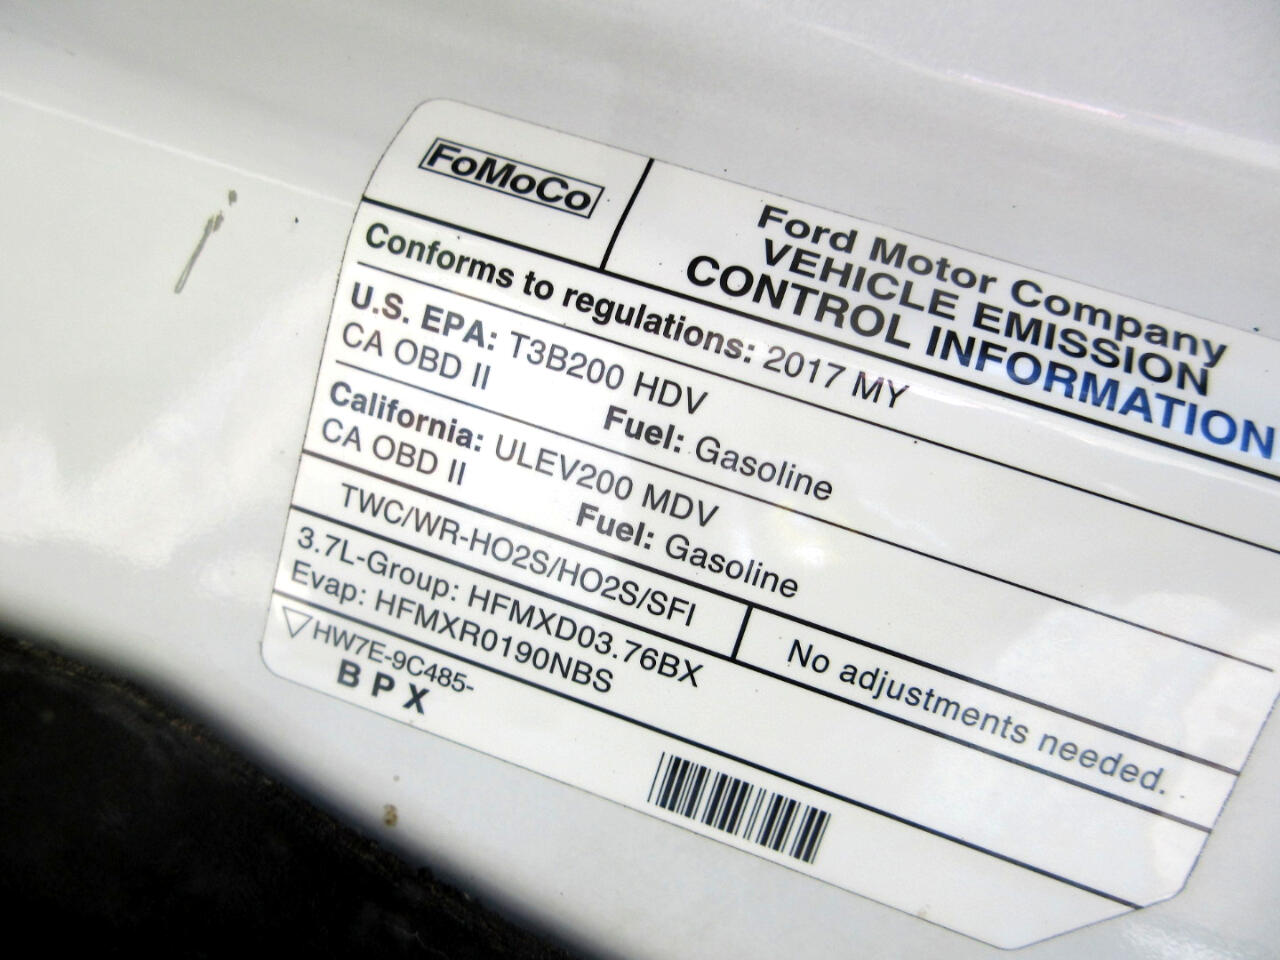 FoMoCo
Ford Motor Company
VEHICLE EMISSION
CONTROL INFORMATION
Conforms to regulations: 2017 MY
U.S. EPA: T3B200 HDV
CA OBD II Fuel: Gasoline
California: ULEV200 MDV
CA OBD II Fuel: Gasoline
TWC/WR-HO2S/HO2S/SFI
No adjustments needed.
3.7L-Group: HFMXD03.76BX
Evap: HFMXR0190NBS
HW7E-9C485-
BPX